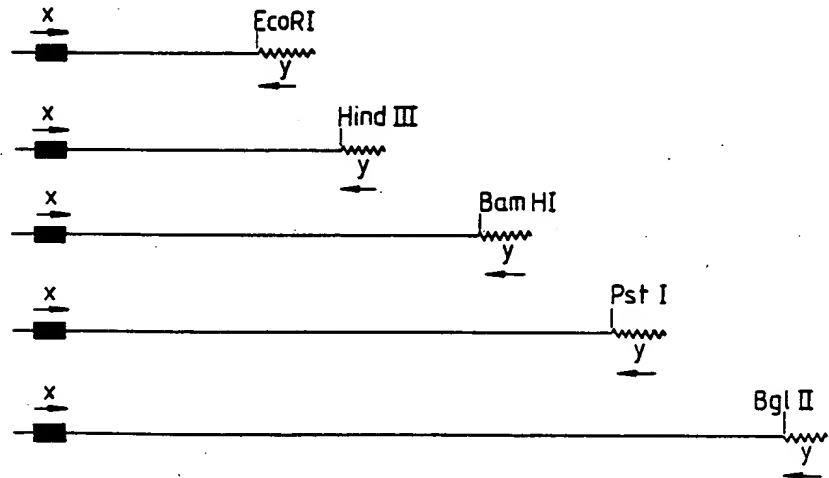 x EcoRI
y
x Hind III
y
x Bam HI
y
x Pst I
y
x Bgl II
y